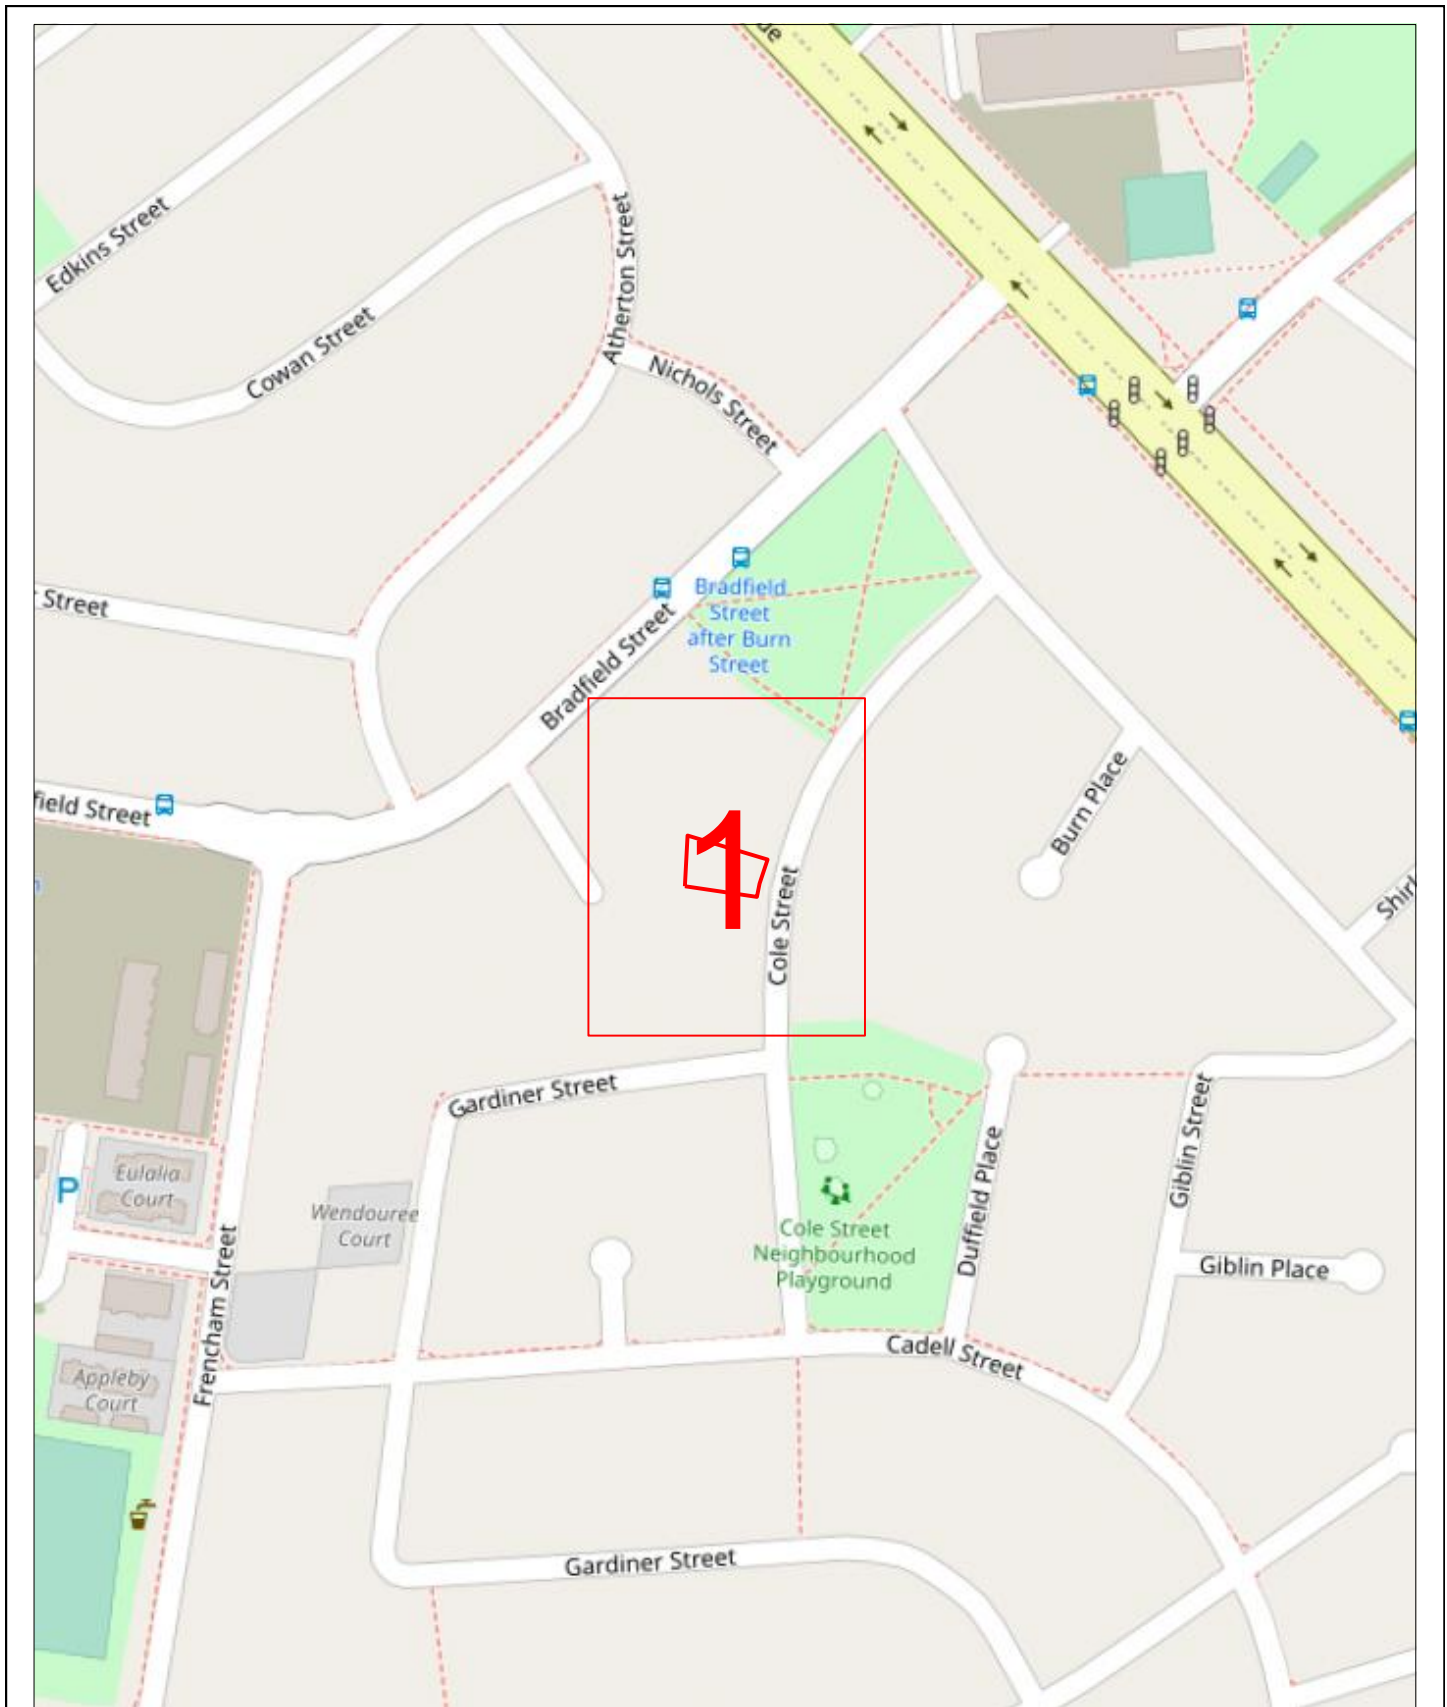 ue
Edkins Street
Atherton Street
Cowan Street
Nichols Street
Street
Bradfield
Street
after Burn
Street
Bradfield Street
field Street
Burn Place
1
Cole Street
Shirl
Gardiner Street
Giblin Street
Duffield Place
Eulalia
Court
P
Wendouree
Court
Cole Street
Neighbourhood
Playground
Giblin Place
Frencham Street
Cadell Street
Appleby
Court
Gardiner Street